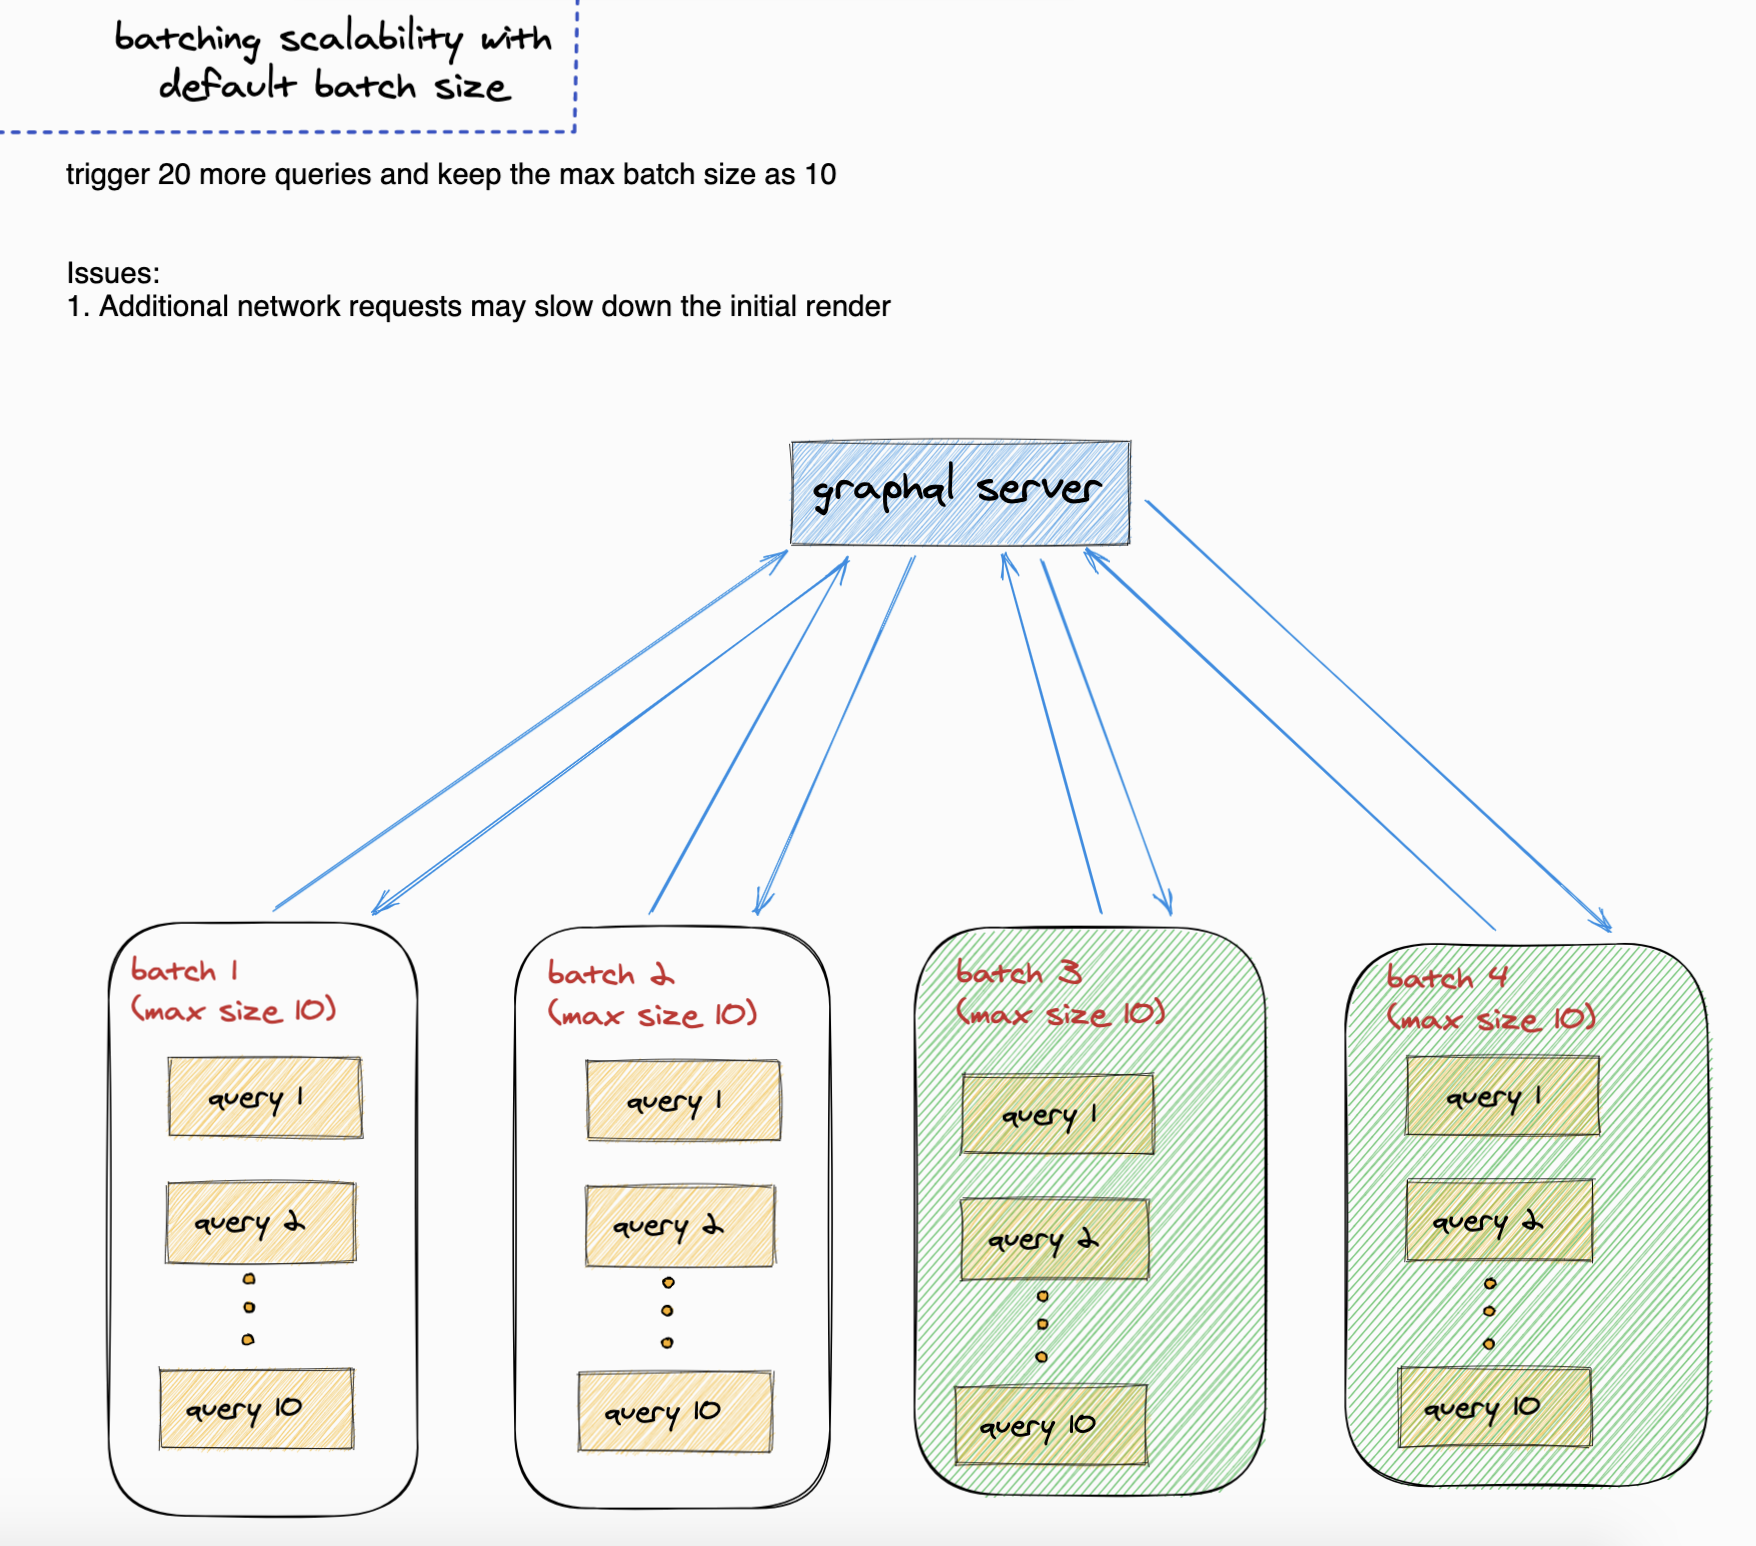 batching scalability with
default batch size
trigger 20 more queries and keep the max batch size as 10
Issues:
1. Additional network requests may slow down the initial render
graphql server
batch 1
(max size 10)
query 1
query 2
query 10
batch 2
(max size 10)
query 1
query 2
query 10
batch 3
(max size 10)
query 1
query 2
query 10
batch 4
(max size 10)
query 1
query 2
query 10